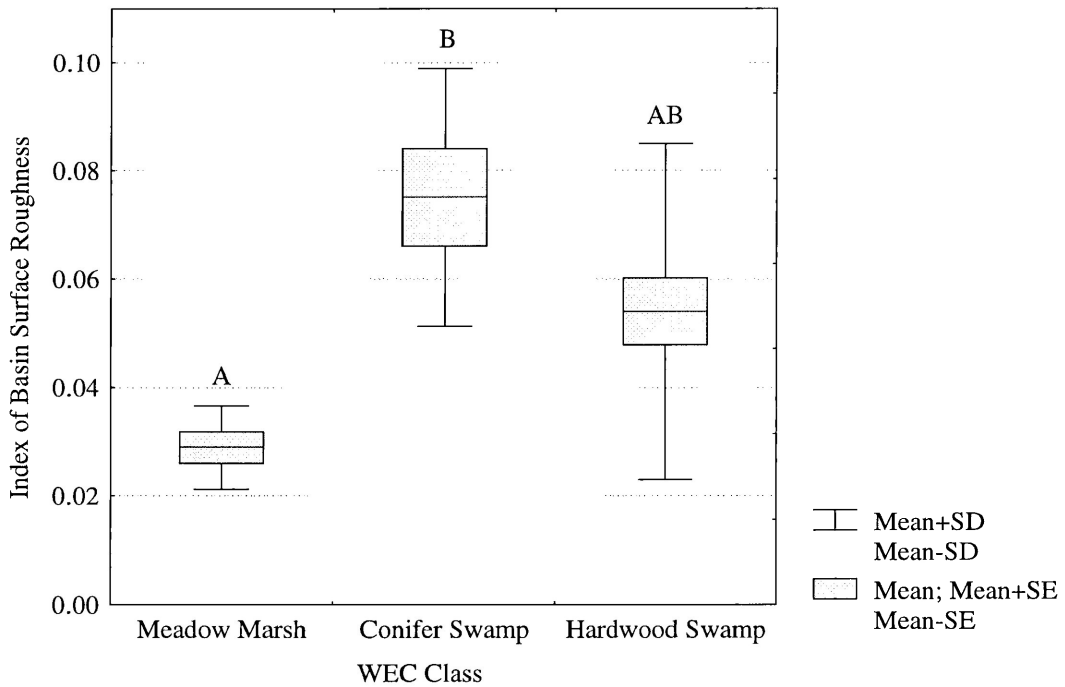 Index of Basin Surface Roughness
0.10
0.08
0.06
0.04
0.02
0.00
A
B
AB
Meadow Marsh
Conifer Swamp
Hardwood Swamp
WEC Class
Mean+SD
Mean-SD
Mean; Mean+SE
Mean-SE